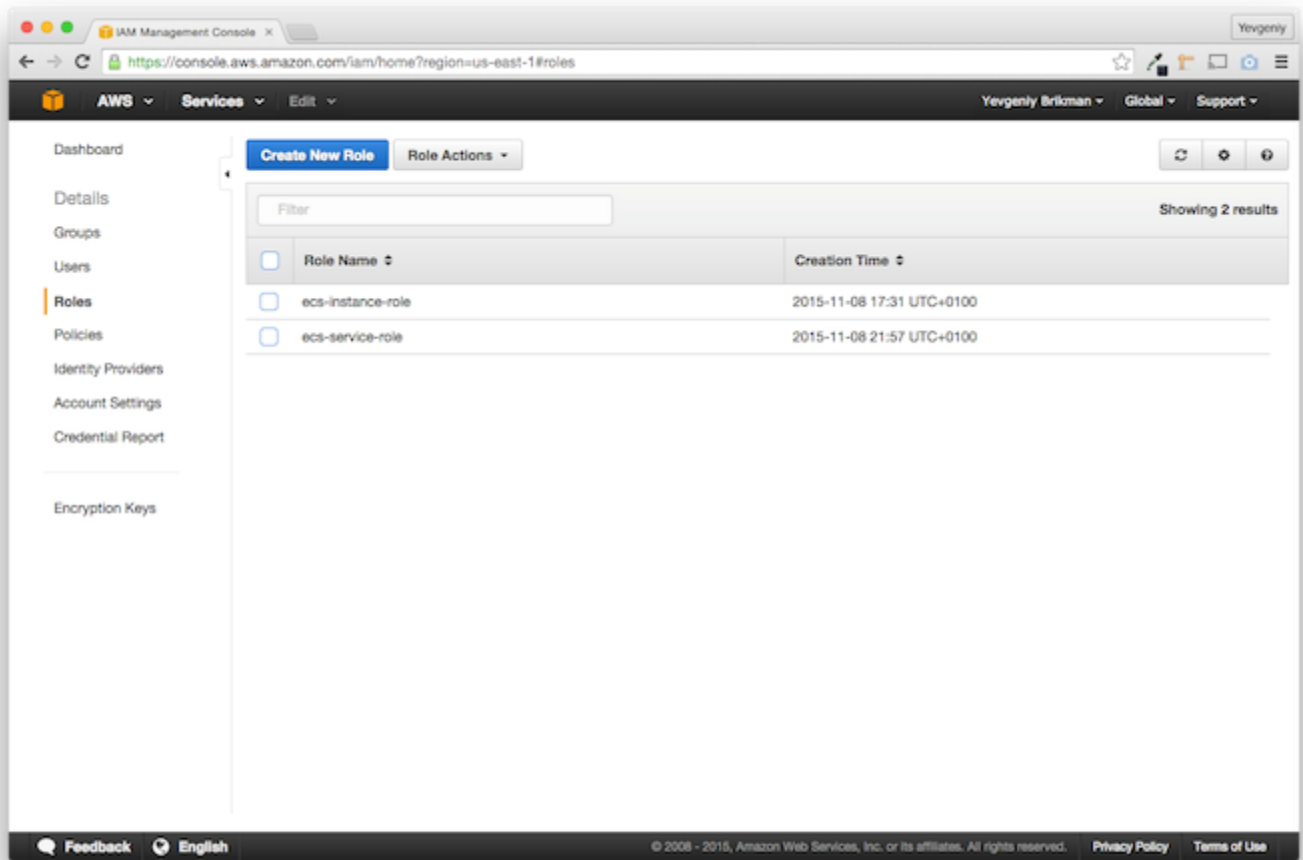 IAM Management Console
Yevgeniy
https://console.aws.amazon.com/iam/home?region=us-east-1#roles
AWS Services Edit Yevgeniy Brikman Global Support
Dashboard
Create New Role Role Actions
Details
Filter Showing 2 results
Groups
Users
Role Name Creation Time
Roles
ecs-instance-role 2015-11-08 17:31 UTC+0100
Policies
ecs-service-role 2015-11-08 21:57 UTC+0100
Identity Providers
Account Settings
Credential Report
Encryption Keys
Feedback English © 2008 - 2015, Amazon Web Services, Inc. or its affiliates. All rights reserved. Privacy Policy Terms of Use